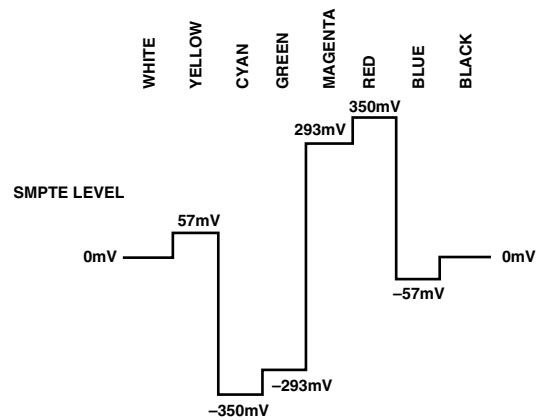 WHITE
YELLOW
CYAN
GREEN
MAGENTA
RED
BLUE
BLACK
350mV
293mV
SMPTE LEVEL
57mV
0mV
0mV
–57mV
–293mV
–350mV